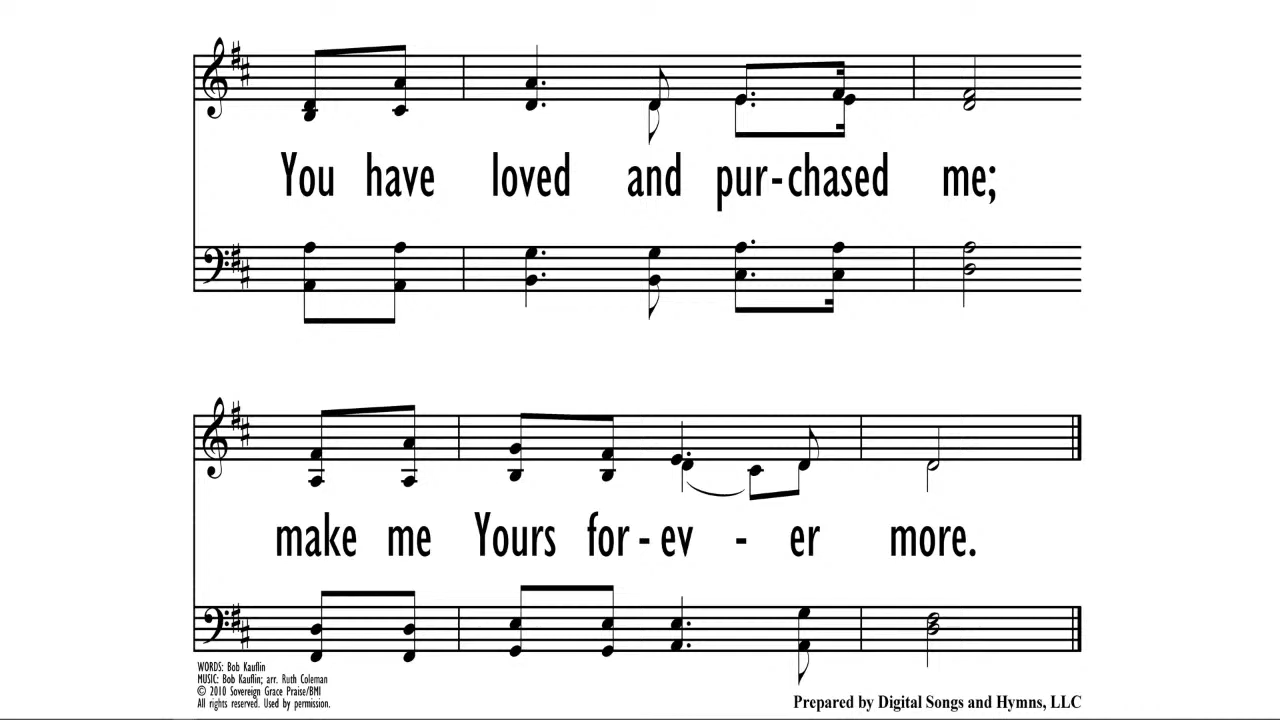 You have loved and pur-chased me;
make me Yours for-ev - er more.
WORDS: Bob Kauflin
MUSIC: Bob Kauflin; arr. Ruth Coleman
© 2010 Sovereign Grace Praise/BMI
All rights reserved. Used by permission.
Prepared by Digital Songs and Hymns, LLC